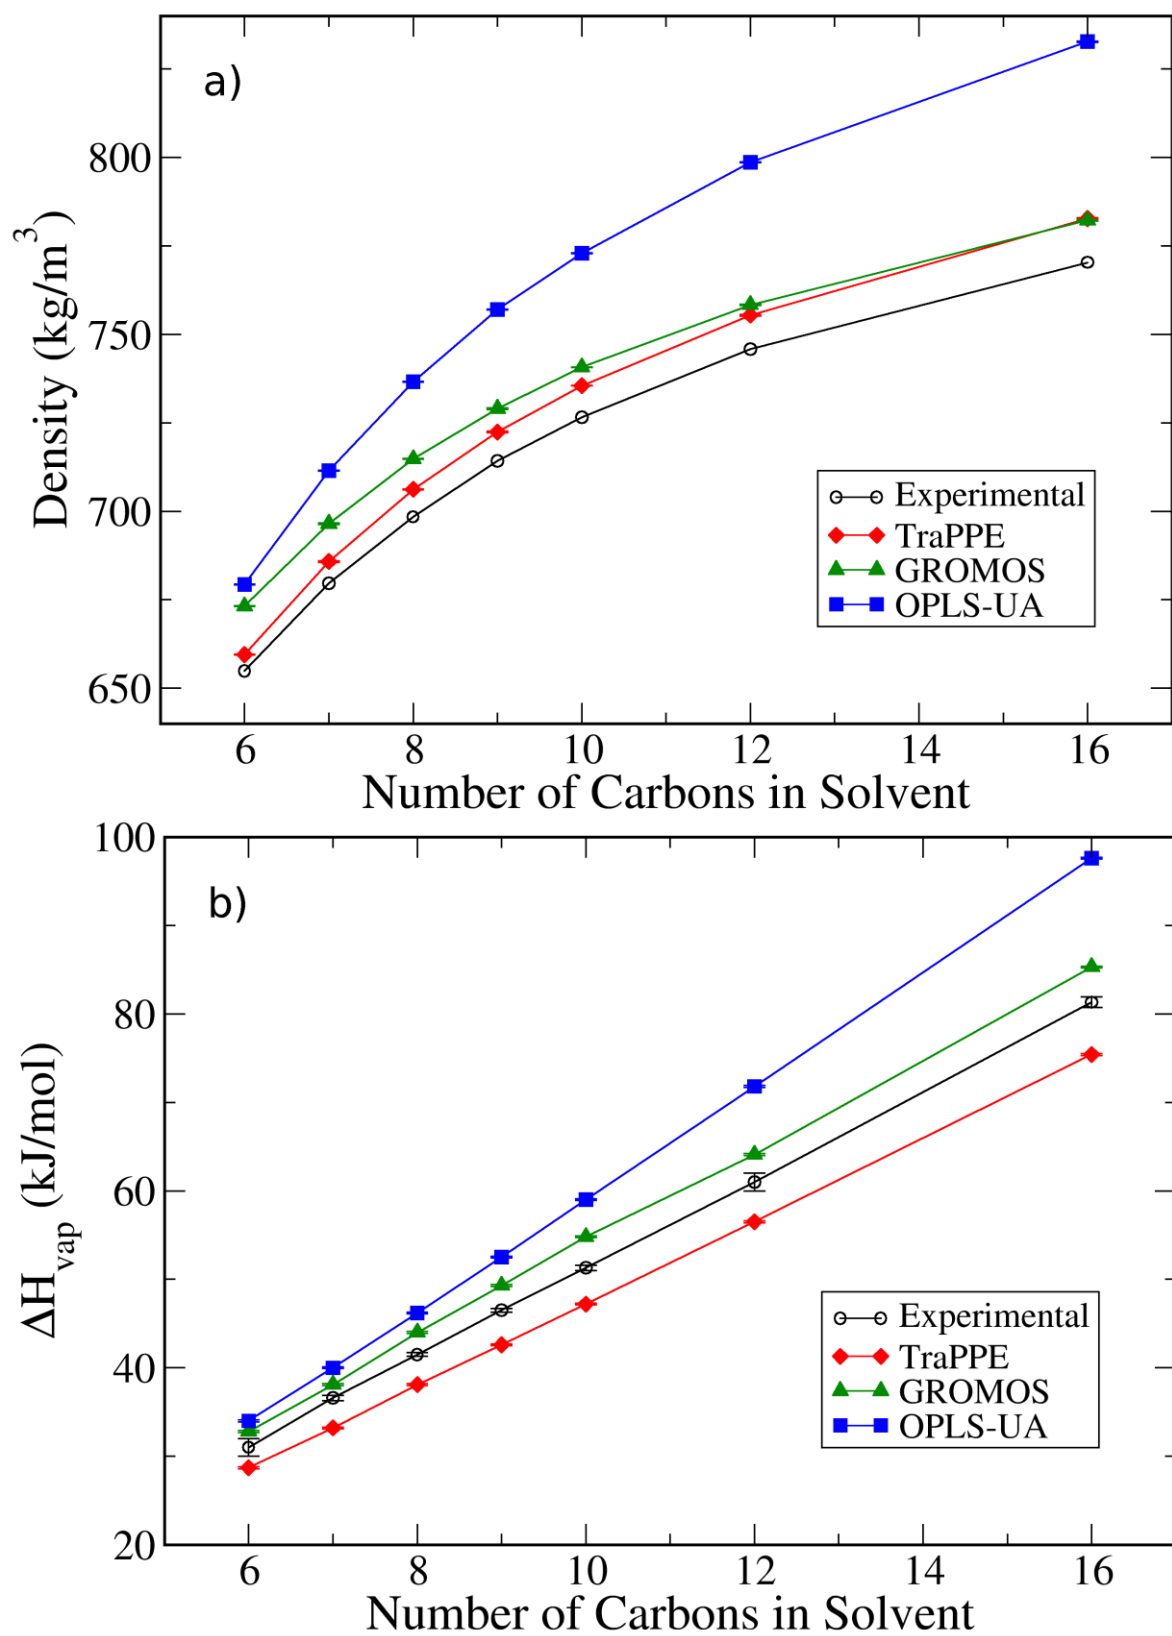 a)
800
750
700
650
Density (kg/m³)
Experimental
TraPPE
GROMOS
OPLS-UA
6 8 10 12 14 16
Number of Carbons in Solvent
b)
100
80
60
40
20
ΔH_vap (kJ/mol)
Experimental
TraPPE
GROMOS
OPLS-UA
6 8 10 12 14 16
Number of Carbons in Solvent